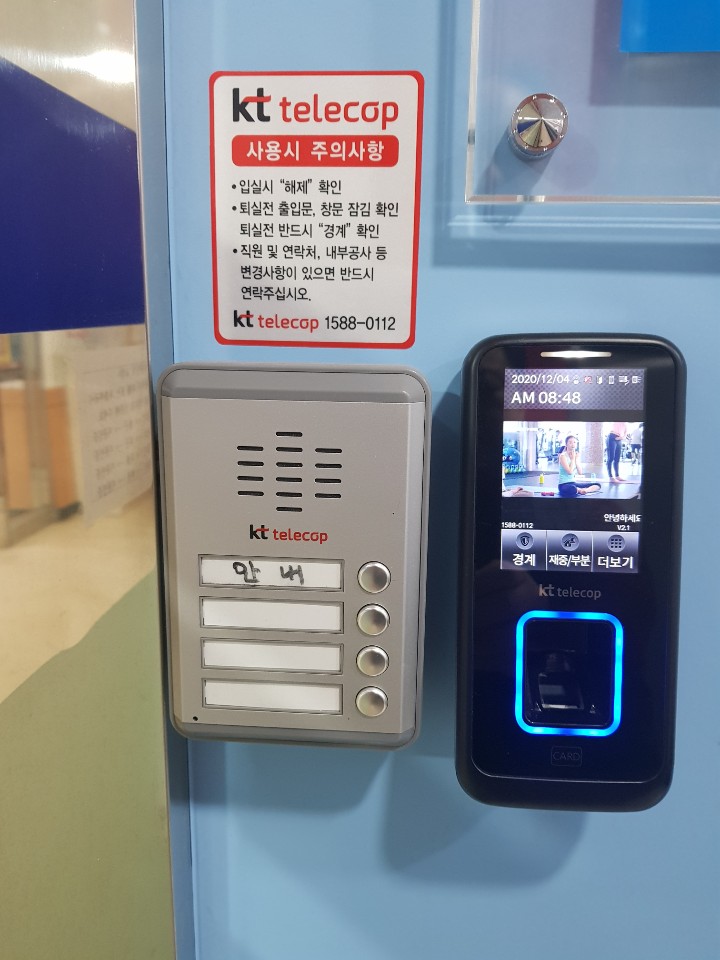 kt telecop
사용시 주의사항
•입실시 "해제" 확인
•퇴실전 출입문, 창문 잠김 확인
퇴실전 반드시 "경계" 확인
•직원 및 연락처, 내부공사 등
변경사항이 있으면 반드시
연락주십시오.
kt telecop 1588-0112
kt telecop
안 내
2020/12/04
AM 08:48
안녕하세요
1588-0112
V2.1
경계
재중/부분
더보기
kt telecop
CARD